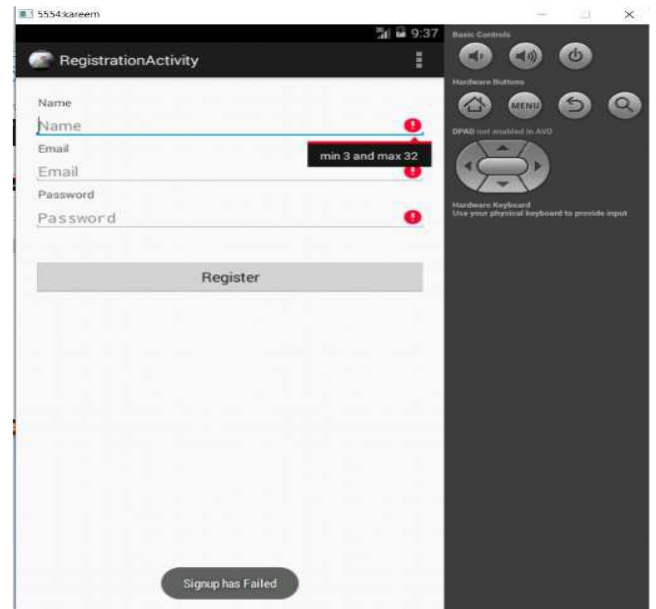 5554:kareem
9:37
RegistrationActivity
Name
Name
Email
min 3 and max 32
Email
Password
Password
Register
Signup has Failed
Basic Controls
Hardware Buttons
MENU
DPAD not enabled in AVD
Hardware Keyboard
Use your physical keyboard to provide input